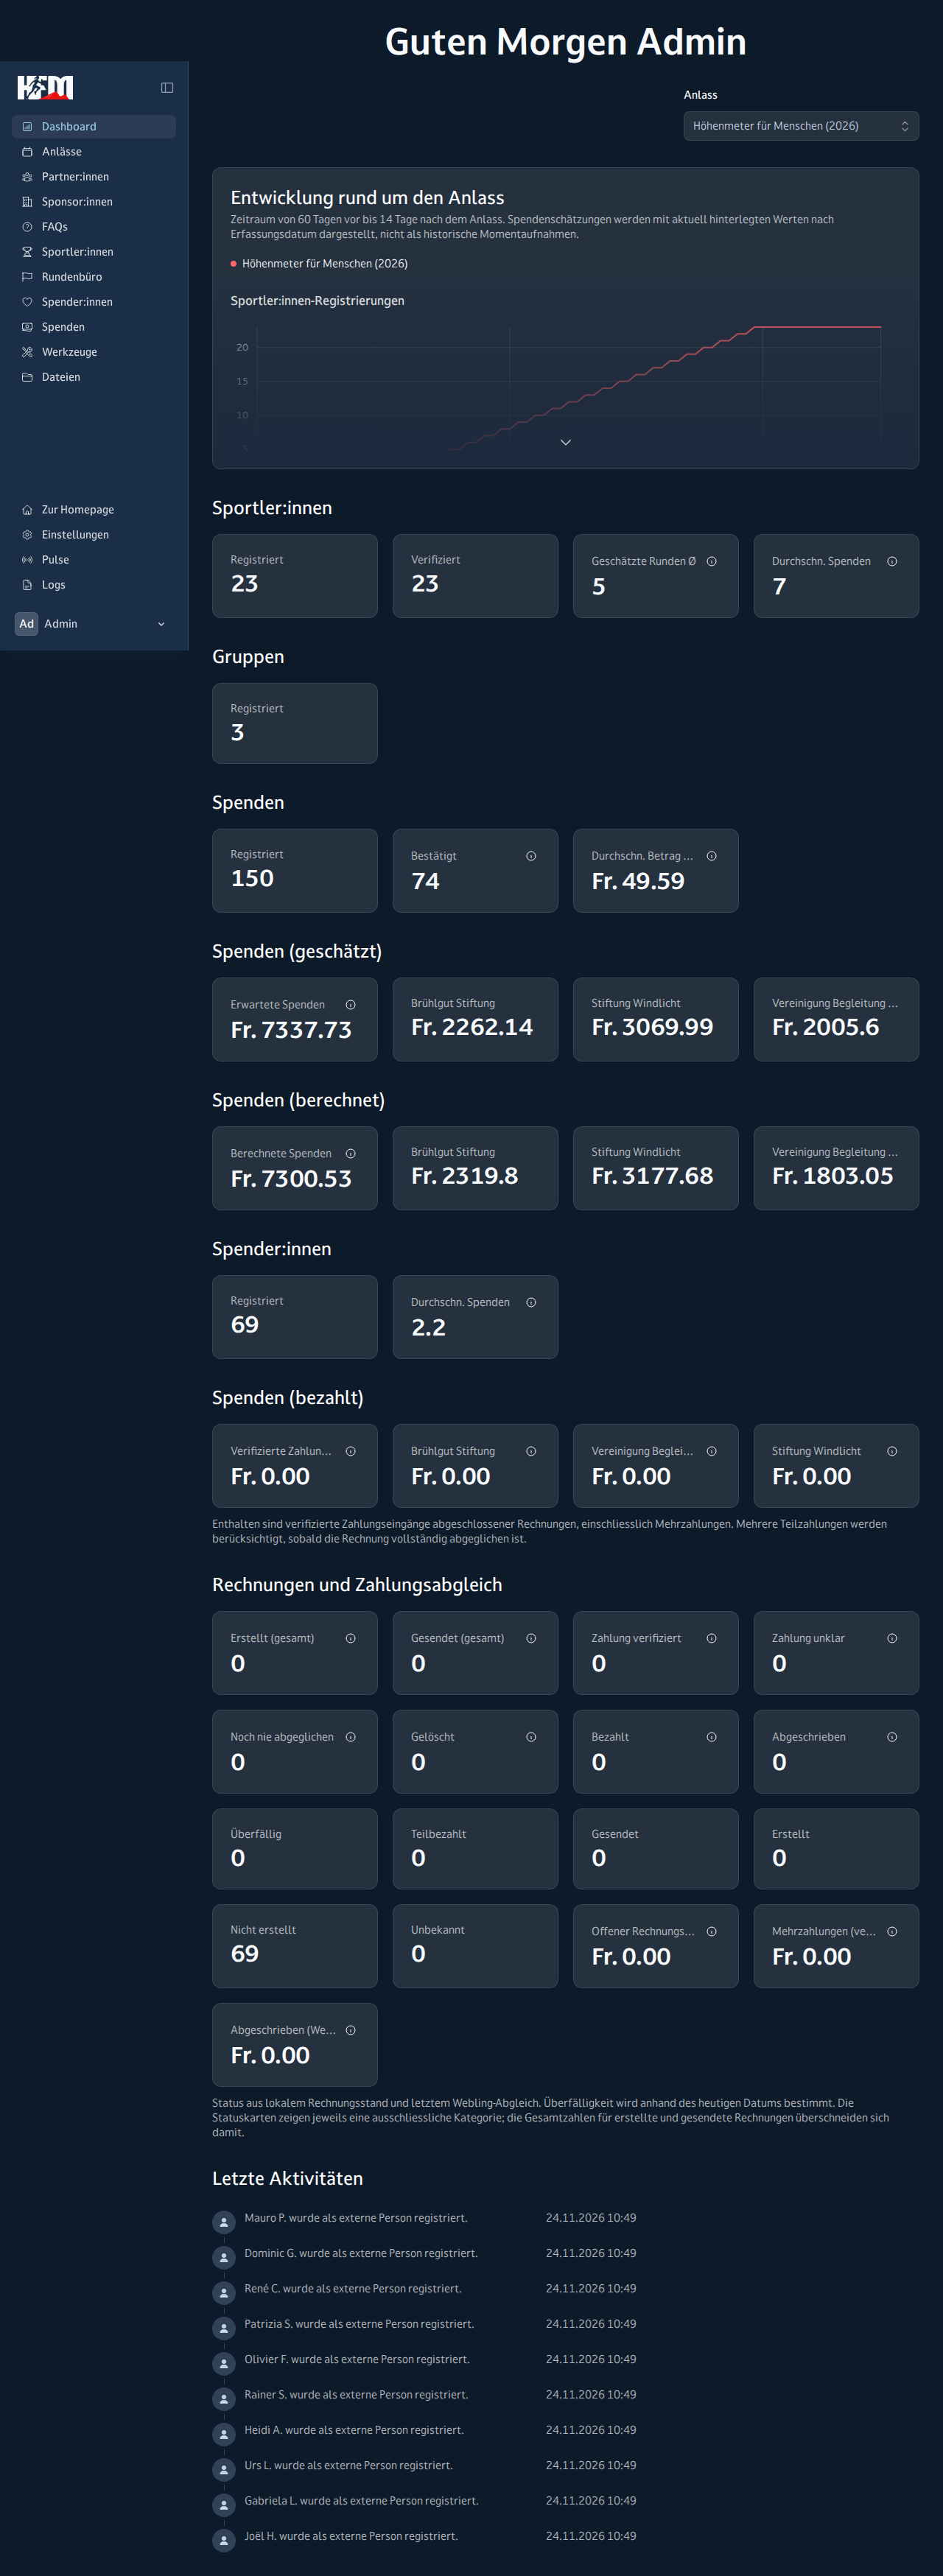 Guten Morgen Admin
HFM
Dashboard
Anlässe
Partner:innen
Sponsor:innen
FAQs
Sportler:innen
Rundenbüro
Spender:innen
Spenden
Werkzeuge
Dateien
Zur Homepage
Einstellungen
Pulse
Logs
Ad Admin
Anlass
Höhenmeter für Menschen (2026)
Entwicklung rund um den Anlass
Zeitraum von 60 Tagen vor bis 14 Tage nach dem Anlass. Spendenschätzungen werden mit aktuell hinterlegten Werten nach
Erfassungsdatum dargestellt, nicht als historische Momentaufnahmen.
Höhenmeter für Menschen (2026)
Sportler:innen-Registrierungen
20
15
10
5
Sportler:innen
Registriert
23
Verifiziert
23
Geschätzte Runden Ø
5
Durchschn. Spenden
7
Gruppen
Registriert
3
Spenden
Registriert
150
Bestätigt
74
Durchschn. Betrag ...
Fr. 49.59
Spenden (geschätzt)
Erwartete Spenden
Fr. 7337.73
Brühlgut Stiftung
Fr. 2262.14
Stiftung Windlicht
Fr. 3069.99
Vereinigung Begleitung ...
Fr. 2005.6
Spenden (berechnet)
Berechnete Spenden
Fr. 7300.53
Brühlgut Stiftung
Fr. 2319.8
Stiftung Windlicht
Fr. 3177.68
Vereinigung Begleitung ...
Fr. 1803.05
Spender:innen
Registriert
69
Durchschn. Spenden
2.2
Spenden (bezahlt)
Verifizierte Zahlun...
Fr. 0.00
Brühlgut Stiftung
Fr. 0.00
Vereinigung Beglei...
Fr. 0.00
Stiftung Windlicht
Fr. 0.00
Enthalten sind verifizierte Zahlungseingänge abgeschlossener Rechnungen, einschliesslich Mehrzahlungen. Mehrere Teilzahlungen werden
berücksichtigt, sobald die Rechnung vollständig abgeglichen ist.
Rechnungen und Zahlungsabgleich
Erstellt (gesamt)
0
Gesendet (gesamt)
0
Zahlung verifiziert
0
Zahlung unklar
0
Noch nie abgeglichen
0
Gelöscht
0
Bezahlt
0
Abgeschrieben
0
Überfällig
0
Teilbezahlt
0
Gesendet
0
Erstellt
0
Nicht erstellt
69
Unbekannt
0
Offener Rechnungs...
Fr. 0.00
Mehrzahlungen (ve...
Fr. 0.00
Abgeschrieben (We...
Fr. 0.00
Status aus lokalem Rechnungsstand und letztem Webling-Abgleich. Überfälligkeit wird anhand des heutigen Datums bestimmt. Die
Statuskarten zeigen jeweils eine ausschliessliche Kategorie; die Gesamtzahlen für erstellte und gesendete Rechnungen überschneiden sich
damit.
Letzte Aktivitäten
Mauro P. wurde als externe Person registriert. 24.11.2026 10:49
Dominic G. wurde als externe Person registriert. 24.11.2026 10:49
René C. wurde als externe Person registriert. 24.11.2026 10:49
Patrizia S. wurde als externe Person registriert. 24.11.2026 10:49
Olivier F. wurde als externe Person registriert. 24.11.2026 10:49
Rainer S. wurde als externe Person registriert. 24.11.2026 10:49
Heidi A. wurde als externe Person registriert. 24.11.2026 10:49
Urs L. wurde als externe Person registriert. 24.11.2026 10:49
Gabriela L. wurde als externe Person registriert. 24.11.2026 10:49
Joël H. wurde als externe Person registriert. 24.11.2026 10:49